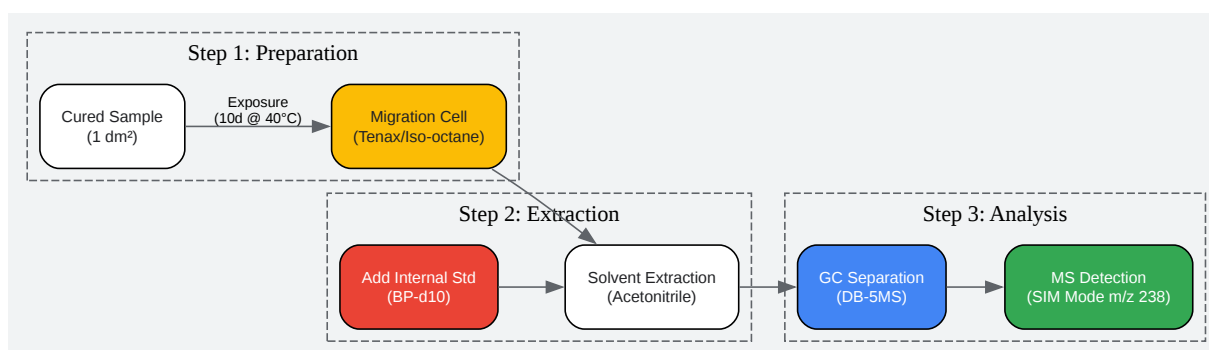 Step 1: Preparation
Cured Sample
(1 dm²)
Exposure
(10d @ 40°C)
Migration Cell
(Tenax/Iso-octane)
Step 2: Extraction
Add Internal Std
(BP-d10)
Solvent Extraction
(Acetonitrile)
Step 3: Analysis
GC Separation
(DB-5MS)
MS Detection
(SIM Mode m/z 238)